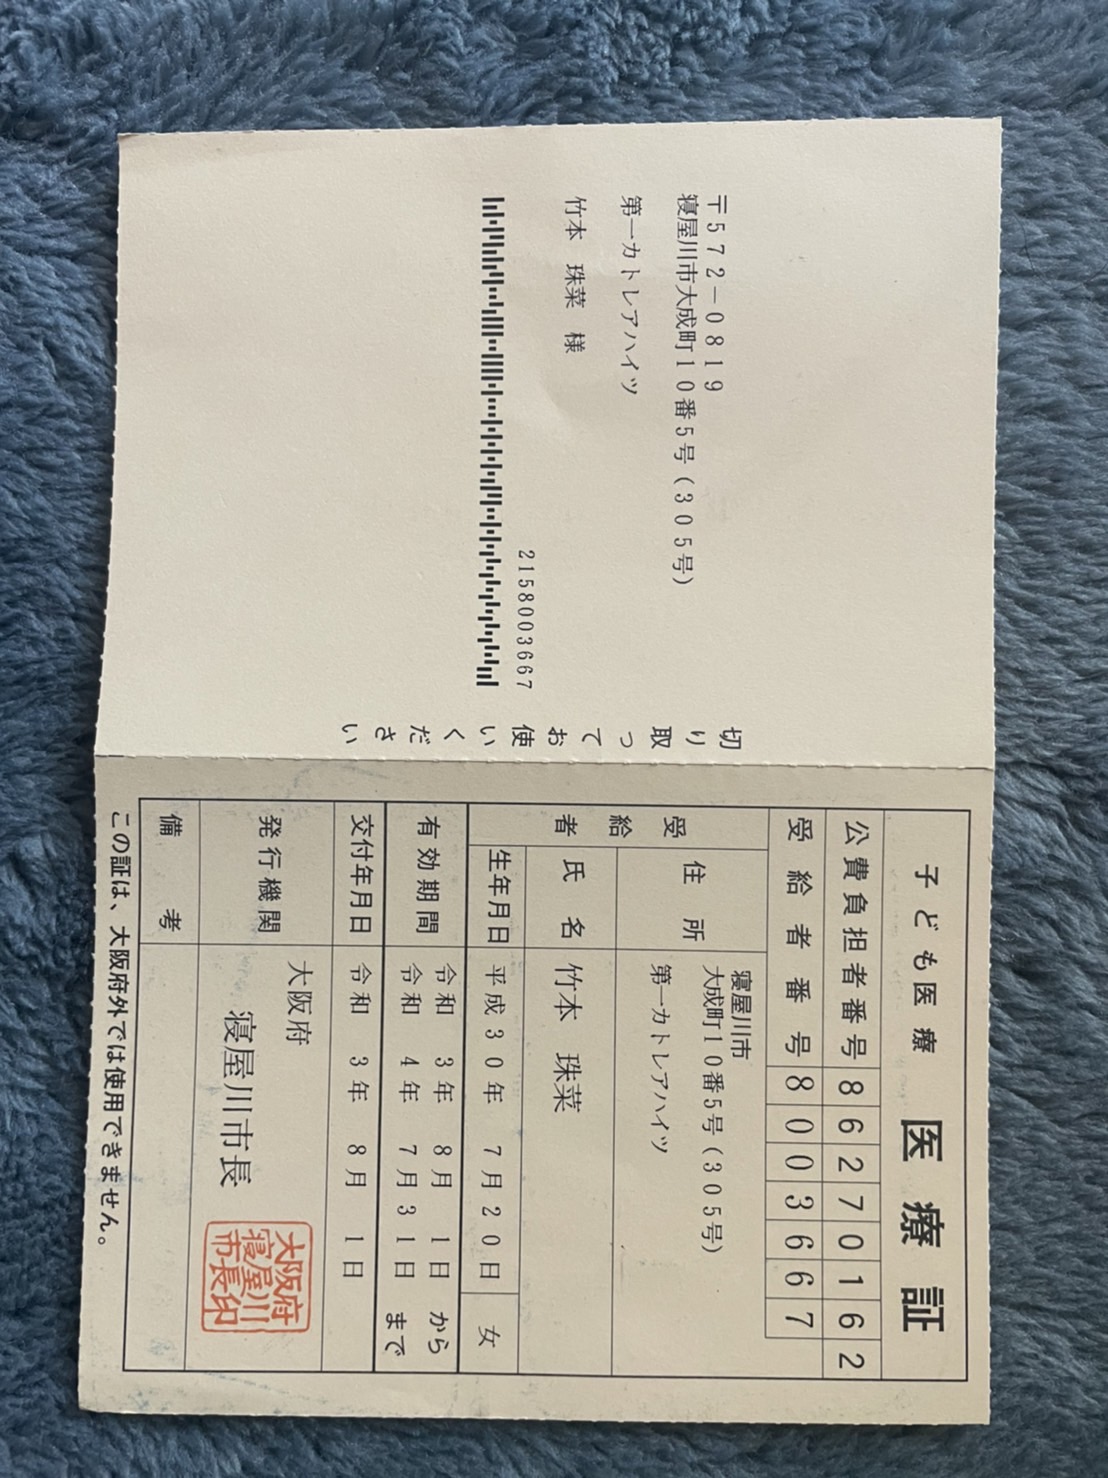 〒572-0819
寝屋川市大成町10番5号(305号)
第一カトレアハイツ
竹本 珠菜 様
2158003667
切り取ってお使いください
子ども医療 医療証
公費負担者番号 86270162
受給者番号 8003667
受給者
住所 寝屋川市
大成町10番5号(305号)
第一カトレアハイツ
氏名 竹本 珠菜
生年月日 平成30年 7月20日 女
有効期間 令和 3年 8月 1日 から
令和 4年 7月31日 まで
交付年月日 令和 3年 8月 1日
発行機関 大阪府
寝屋川市長
大阪府
寝屋川
市長印
備考
この証は、大阪府外では使用できません。